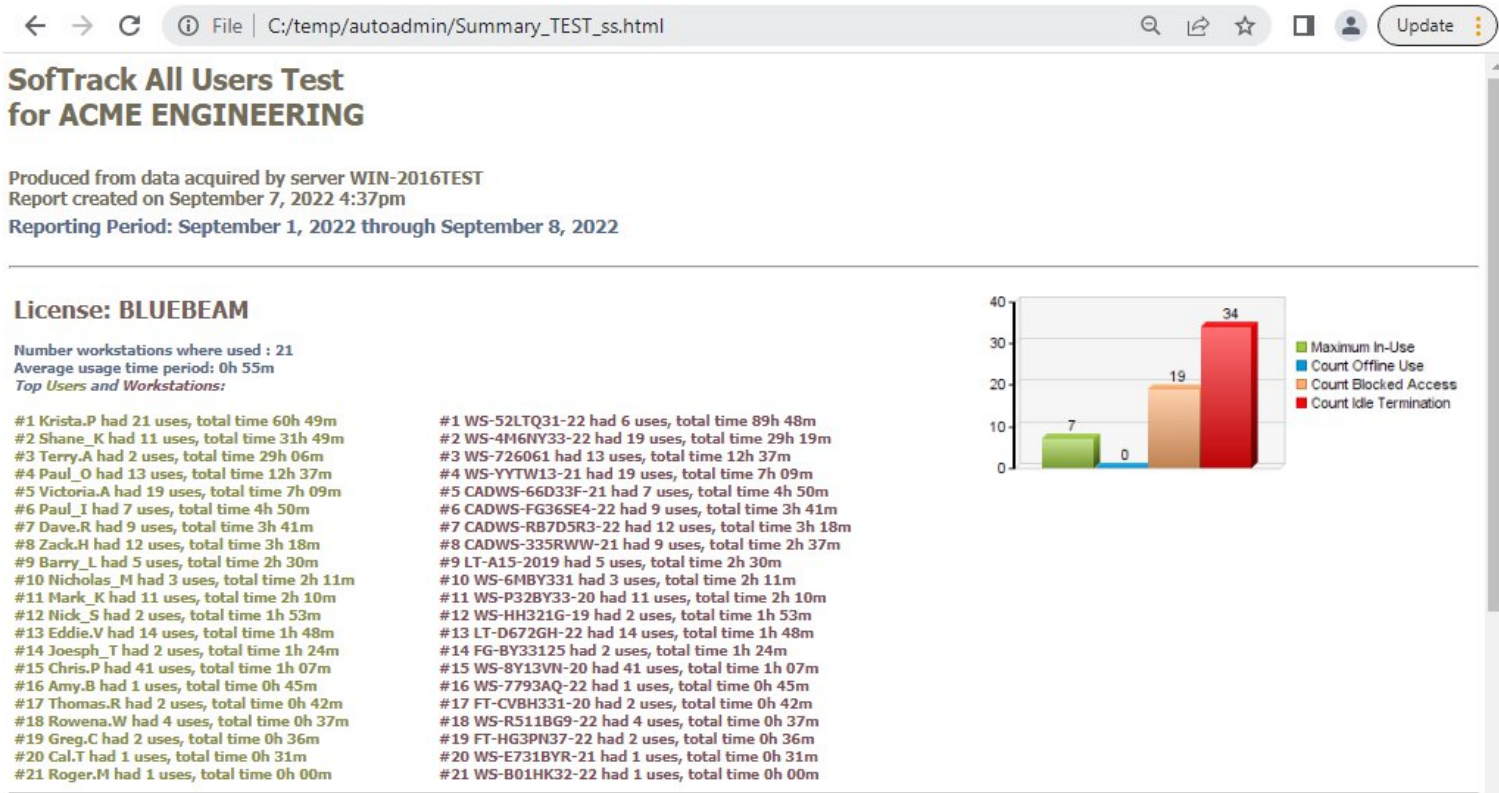 File | C:/temp/autoadmin/Summary_TEST_ss.html
Update
SofTrack All Users Test
for ACME ENGINEERING
Produced from data acquired by server WIN-2016TEST
Report created on September 7, 2022 4:37pm
Reporting Period: September 1, 2022 through September 8, 2022
License: BLUEBEAM
Number workstations where used : 21
Average usage time period: 0h 55m
Top Users and Workstations:
#1 Krista.P had 21 uses, total time 60h 49m
#2 Shane_K had 11 uses, total time 31h 49m
#3 Terry.A had 2 uses, total time 29h 06m
#4 Paul_O had 13 uses, total time 12h 37m
#5 Victoria.A had 19 uses, total time 7h 09m
#6 Paul_I had 7 uses, total time 4h 50m
#7 Dave.R had 9 uses, total time 3h 41m
#8 Zack.H had 12 uses, total time 3h 18m
#9 Barry_L had 5 uses, total time 2h 30m
#10 Nicholas_M had 3 uses, total time 2h 11m
#11 Mark_K had 11 uses, total time 2h 10m
#12 Nick_S had 2 uses, total time 1h 53m
#13 Eddie.V had 14 uses, total time 1h 48m
#14 Joesph_T had 2 uses, total time 1h 24m
#15 Chris.P had 41 uses, total time 1h 07m
#16 Amy.B had 1 uses, total time 0h 45m
#17 Thomas.R had 2 uses, total time 0h 42m
#18 Rowena.W had 4 uses, total time 0h 37m
#19 Greg.C had 2 uses, total time 0h 36m
#20 Cal.T had 1 uses, total time 0h 31m
#21 Roger.M had 1 uses, total time 0h 00m
#1 WS-52LTQ31-22 had 6 uses, total time 89h 48m
#2 WS-4M6NY33-22 had 19 uses, total time 29h 19m
#3 WS-726061 had 13 uses, total time 12h 37m
#4 WS-YYTW13-21 had 19 uses, total time 7h 09m
#5 CADWS-66D33F-21 had 7 uses, total time 4h 50m
#6 CADWS-FG36SE4-22 had 9 uses, total time 3h 41m
#7 CADWS-RB7D5R3-22 had 12 uses, total time 3h 18m
#8 CADWS-335RWW-21 had 9 uses, total time 2h 37m
#9 LT-A15-2019 had 5 uses, total time 2h 30m
#10 WS-6MBY331 had 3 uses, total time 2h 11m
#11 WS-P32BY33-20 had 11 uses, total time 2h 10m
#12 WS-HH321G-19 had 2 uses, total time 1h 53m
#13 LT-D672GH-22 had 14 uses, total time 1h 48m
#14 FG-BY33125 had 2 uses, total time 1h 24m
#15 WS-8Y13VN-20 had 41 uses, total time 1h 07m
#16 WS-7793AQ-22 had 1 uses, total time 0h 45m
#17 FT-CVBH331-20 had 2 uses, total time 0h 42m
#18 WS-R511BG9-22 had 4 uses, total time 0h 37m
#19 FT-HG3PN37-22 had 2 uses, total time 0h 36m
#20 WS-E731BYR-21 had 1 uses, total time 0h 31m
#21 WS-B01HK32-22 had 1 uses, total time 0h 00m
40
30
20
10
0
7
0
19
34
Maximum In-Use
Count Offline Use
Count Blocked Access
Count Idle Termination